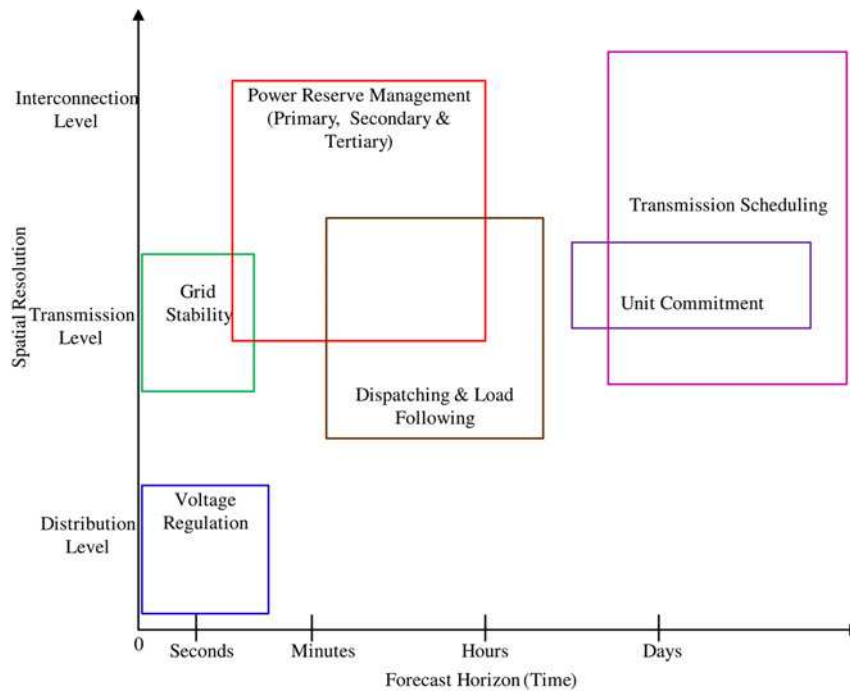 Interconnection
Level
Power Reserve Management
(Primary, Secondary &
Tertiary)
Transmission Scheduling
Spatial Resolution
Grid
Stability
Unit Commitment
Transmission
Level
Dispatching & Load
Following
Voltage
Regulation
Distribution
Level
0
Seconds
Minutes
Hours
Days
Forecast Horizon (Time)